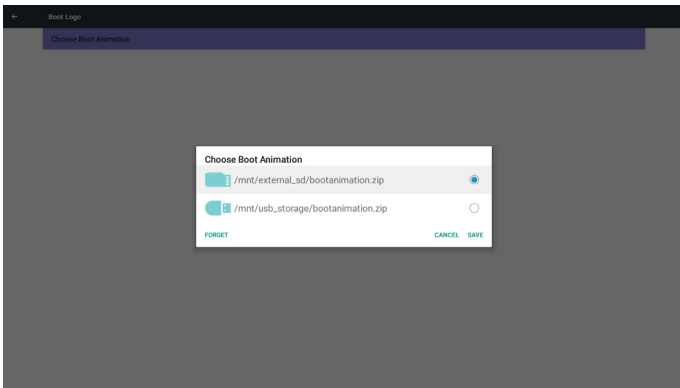 Boot Logo
Choose Boot Animation
Choose Boot Animation
/mnt/external_sd/bootanimation.zip
/mnt/usb_storage/bootanimation.zip
FORGET CANCEL SAVE